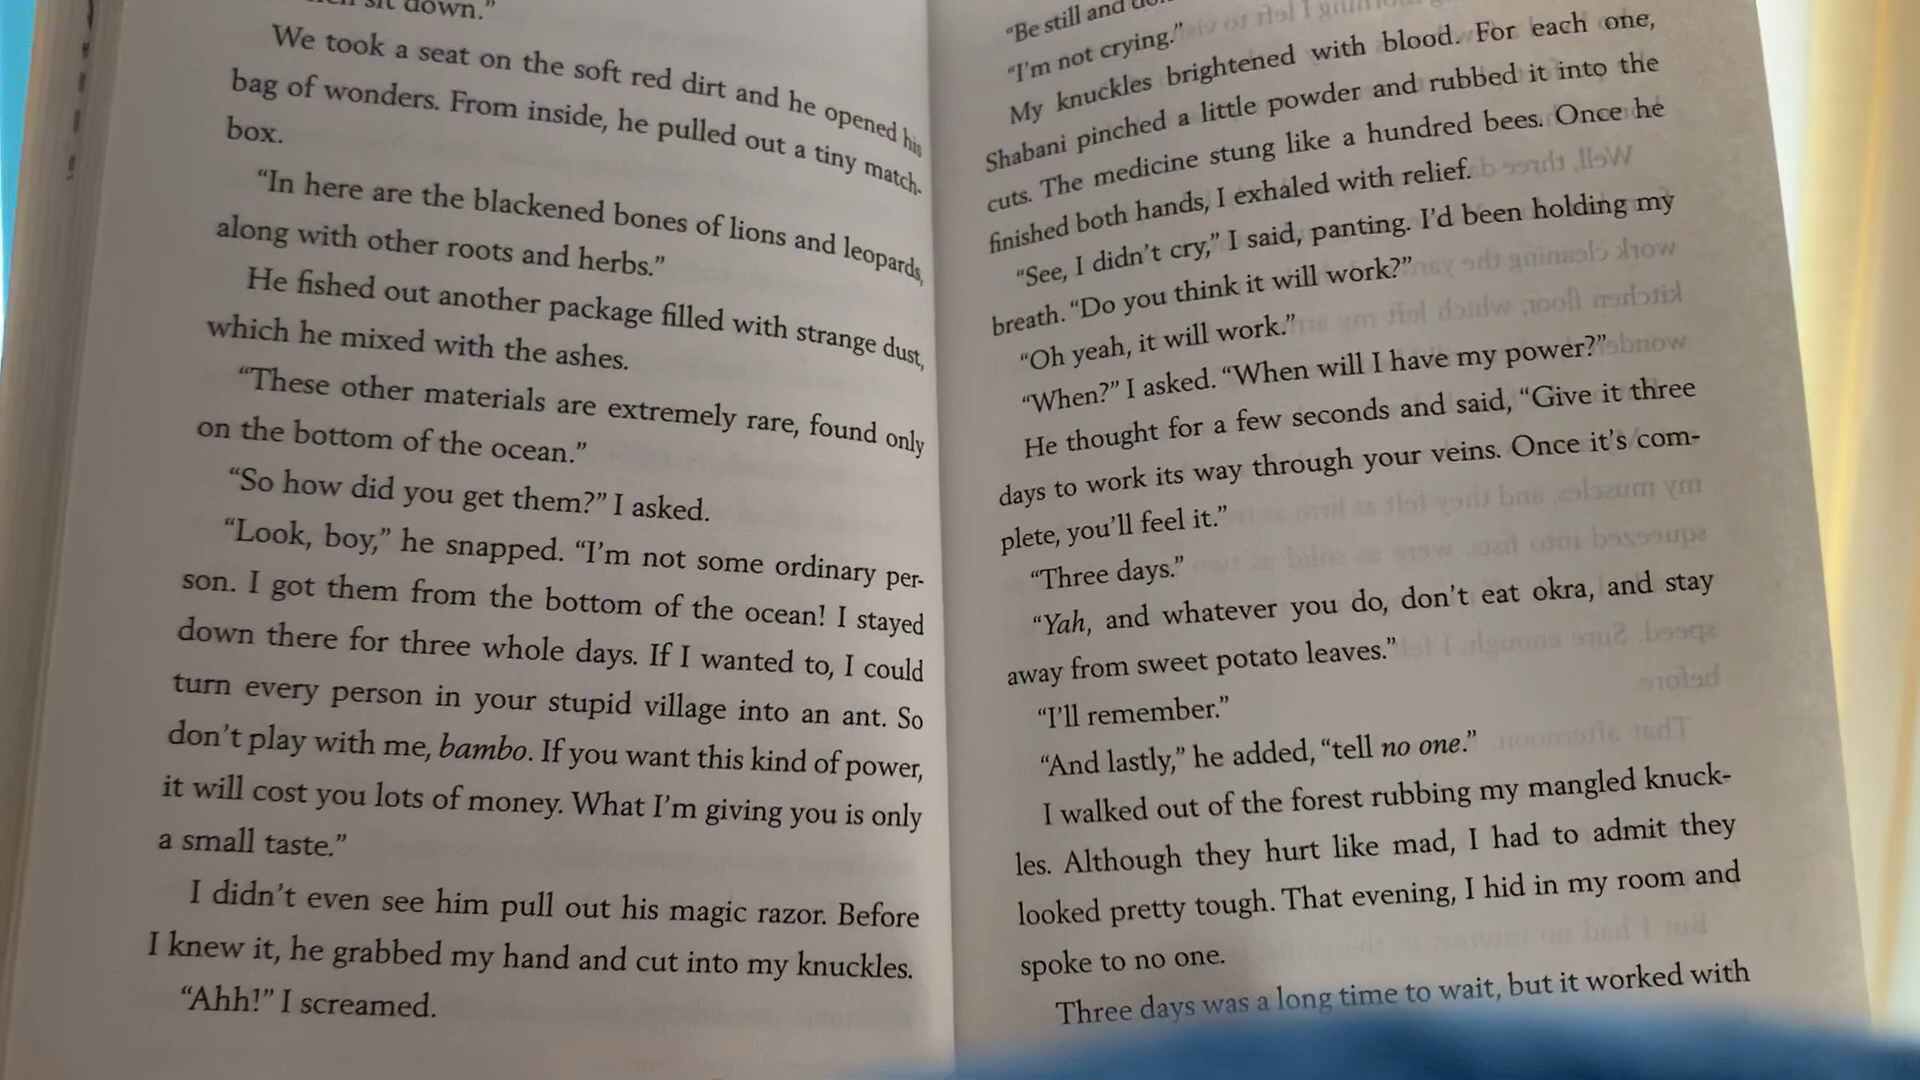 sit down.”
We took a seat on the soft red dirt and he opened his
bag of wonders. From inside, he pulled out a tiny match-
box.
“In here are the blackened bones of lions and leopards,
along with other roots and herbs.”
He fished out another package filled with strange dust,
which he mixed with the ashes.
“These other materials are extremely rare, found only
on the bottom of the ocean.”
“So how did you get them?” I asked.
“Look, boy,” he snapped. “I’m not some ordinary per-
son. I got them from the bottom of the ocean! I stayed
down there for three whole days. If I wanted to, I could
turn every person in your stupid village into an ant. So
don’t play with me, bambo. If you want this kind of power,
it will cost you lots of money. What I’m giving you is only
a small taste.”
I didn’t even see him pull out his magic razor. Before
I knew it, he grabbed my hand and cut into my knuckles.
“Ahh!” I screamed.
“Be still and
“I’m not crying.”
My knuckles brightened with blood. For each one,
Shabani pinched a little powder and rubbed it into the
cuts. The medicine stung like a hundred bees. Once he
finished both hands, I exhaled with relief.
“See, I didn’t cry,” I said, panting. I’d been holding my
breath. “Do you think it will work?”
“Oh yeah, it will work.”
“When?” I asked. “When will I have my power?”
He thought for a few seconds and said, “Give it three
days to work its way through your veins. Once it’s com-
plete, you’ll feel it.”
“Three days.”
“Yah, and whatever you do, don’t eat okra, and stay
away from sweet potato leaves.”
“I’ll remember.”
“And lastly,” he added, “tell no one.”
I walked out of the forest rubbing my mangled knuck-
les. Although they hurt like mad, I had to admit they
looked pretty tough. That evening, I hid in my room and
spoke to no one.
Three days was a long time to wait, but it worked with